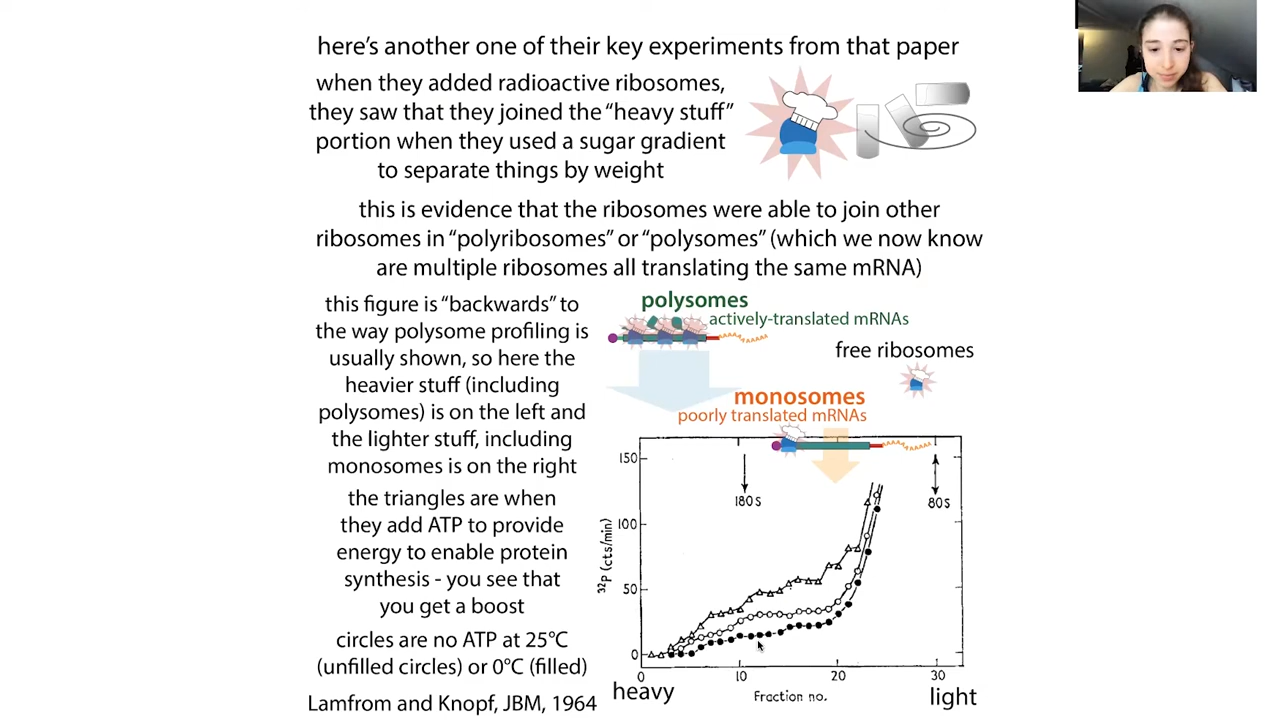 here's another one of their key experiments from that paper
when they added radioactive ribosomes,
they saw that they joined the "heavy stuff"
portion when they used a sugar gradient
to separate things by weight
this is evidence that the ribosomes were able to join other
ribosomes in "polyribosomes" or "polysomes" (which we now know
are multiple ribosomes all translating the same mRNA)
this figure is "backwards" to
the way polysome profiling is
usually shown, so here the
heavier stuff (including
polysomes) is on the left and
the lighter stuff, including
monosomes is on the right
the triangles are when
they add ATP to provide
energy to enable protein
synthesis - you see that
you get a boost
circles are no ATP at 25°C
(unfilled circles) or 0°C (filled)
Lamfrom and Knopf, JBM, 1964
polysomes
actively-translated mRNAs
AAAAAAA
free ribosomes
monosomes
poorly translated mRNAs
AAAAAAA
150
100
50
0
180s
80s
32P (cts/min)
0 10 20 30
heavy Fraction no. light